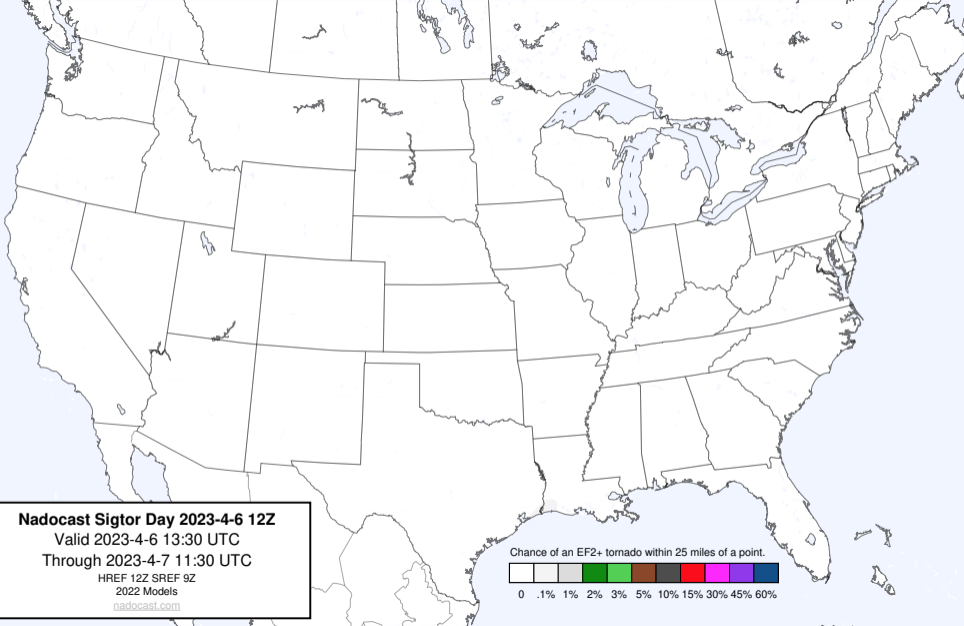 Nadocast Sigtor Day 2023-4-6 12Z
Valid 2023-4-6 13:30 UTC
Through 2023-4-7 11:30 UTC
HREF 12Z SREF 9Z
2022 Models
nadocast.com
Chance of an EF2+ tornado within 25 miles of a point.
0 .1% 1% 2% 3% 5% 10% 15% 30% 45% 60%